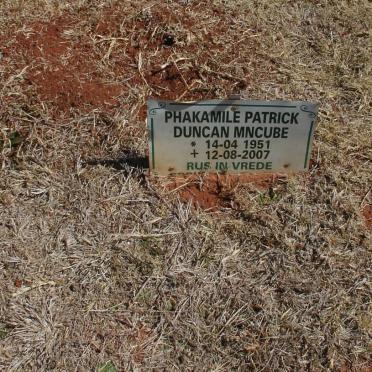 PHAKAMILE PATRICK
DUNCAN MNCUBE
* 14-04 1951
+ 12-08-2007
RUS IN VREDE